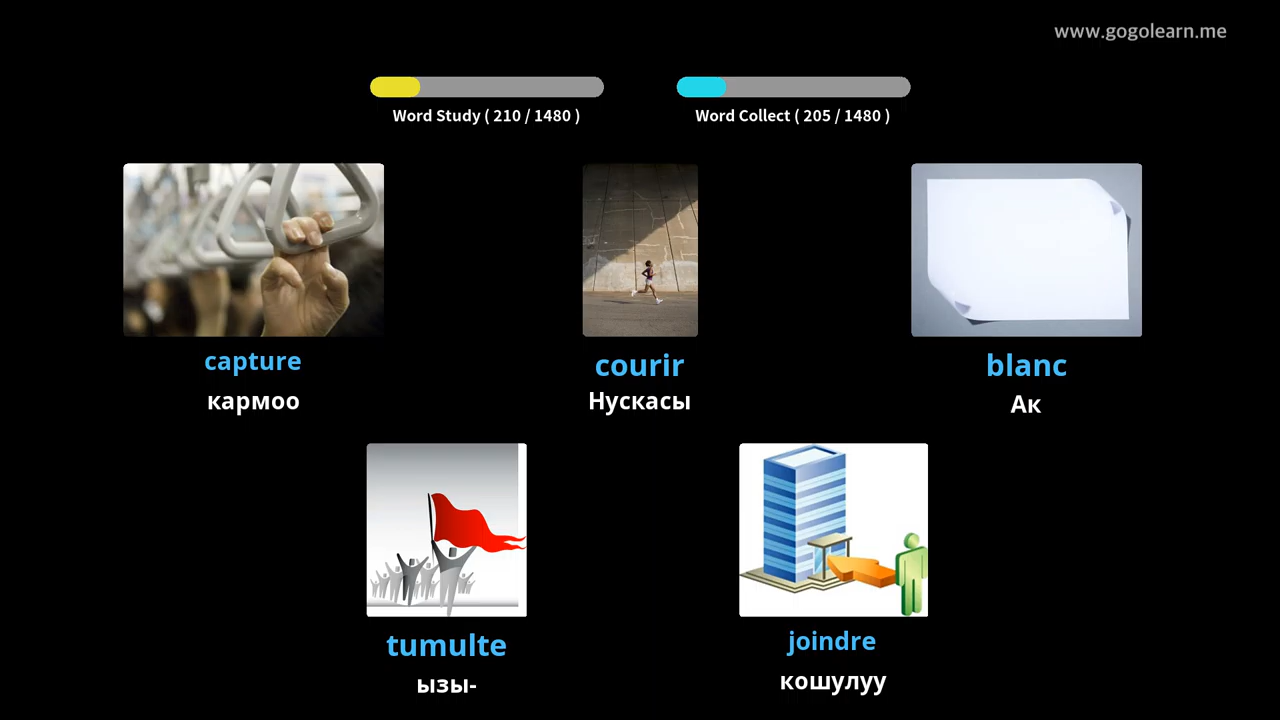 www.gogolearn.me
Word Study ( 210 / 1480 )
Word Collect ( 205 / 1480 )
capture
кармоо
courir
Нускасы
blanc
Ак
tumulte
ызы-
joindre
кошулуу